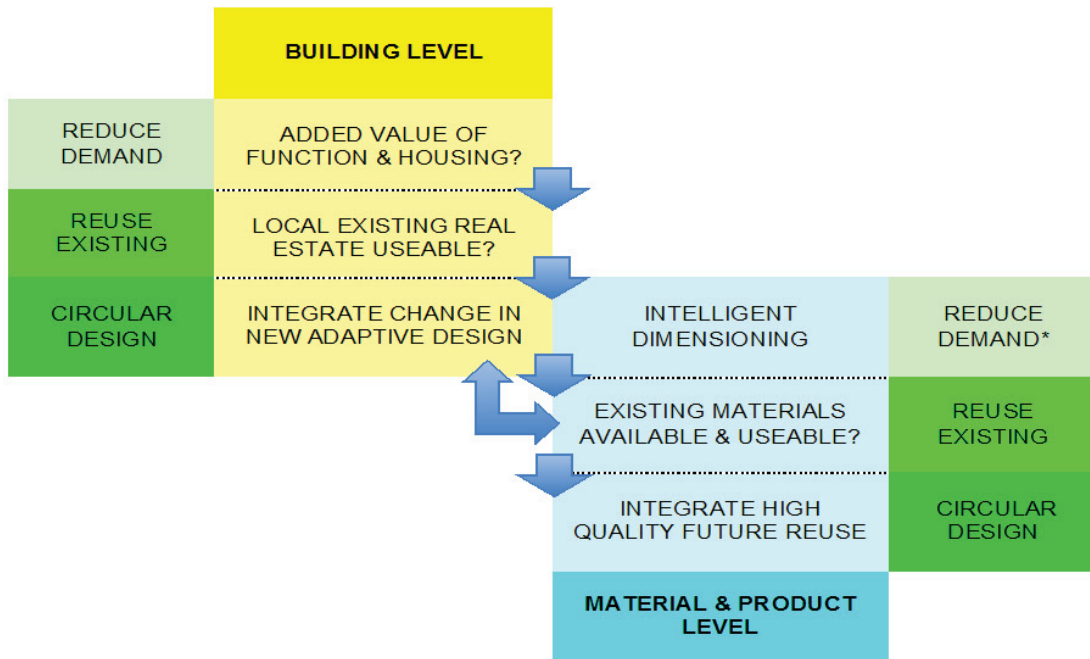 BUILDING LEVEL
REDUCE
DEMAND
ADDED VALUE OF
FUNCTION & HOUSING?
REUSE
EXISTING
LOCAL EXISTING REAL
ESTATE USEABLE?
CIRCULAR
DESIGN
INTEGRATE CHANGE IN
NEW ADAPTIVE DESIGN
INTELLIGENT
DIMENSIONING
REDUCE
DEMAND*
EXISTING MATERIALS
AVAILABLE & USEABLE?
REUSE
EXISTING
INTEGRATE HIGH
QUALITY FUTURE REUSE
CIRCULAR
DESIGN
MATERIAL & PRODUCT
LEVEL